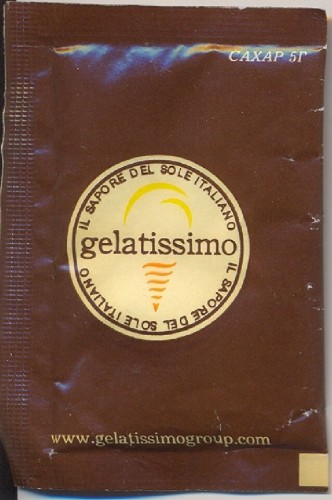 САХАР 5Г
IL SAPORE DEL SOLE ITALIANO
gelatissimo
IL SAPORE DEL SOLE ITALIANO
www.gelatissimogroup.com